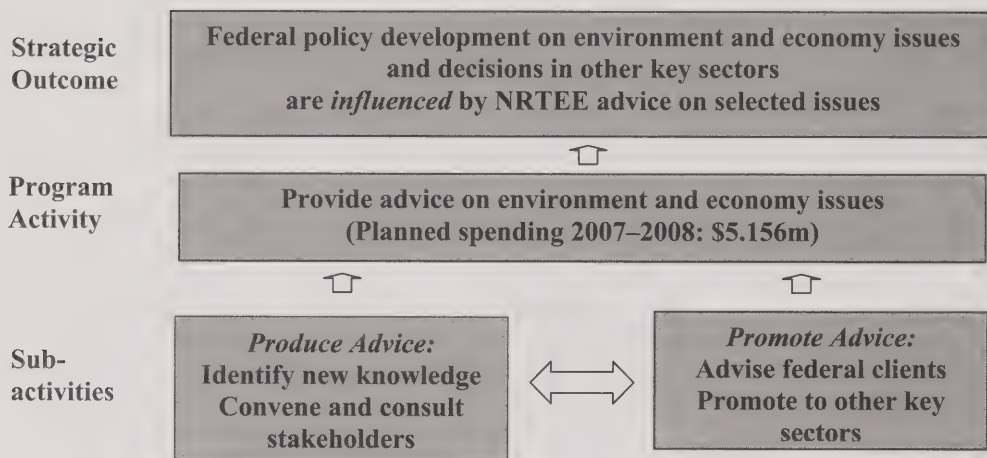 Strategic
Outcome
Federal policy development on environment and economy issues
and decisions in other key sectors
are influenced by NRTEE advice on selected issues
Program
Activity
Provide advice on environment and economy issues
(Planned spending 2007–2008: $5.156m)
Sub-
activities
Produce Advice:
Identify new knowledge
Convene and consult
stakeholders
Promote Advice:
Advise federal clients
Promote to other key
sectors